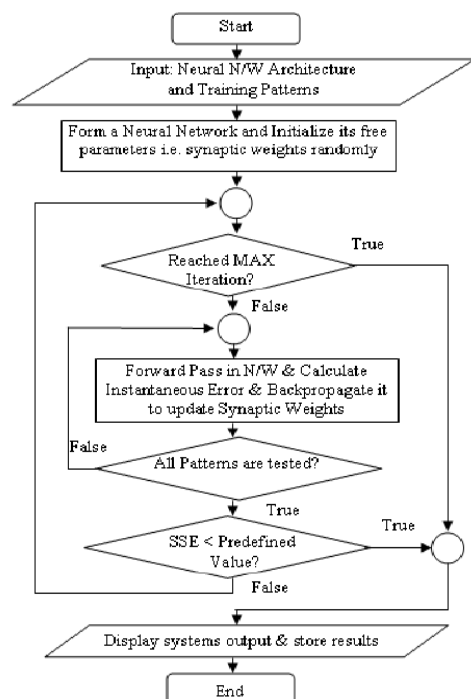 Start
Input: Neural N/W Architecture
and Training Patterns
Form a Neural Network and Initialize its free
parameters i.e. synaptic weights randomly
Reached MAX
Iteration?
True
False
Forward Pass in N/W & Calculate
Instantaneous Error & Backpropagate it
to update Synaptic Weights
False
All Patterns are tested?
True
SSE < Predefined
Value?
True
False
Display systems output & store results
End